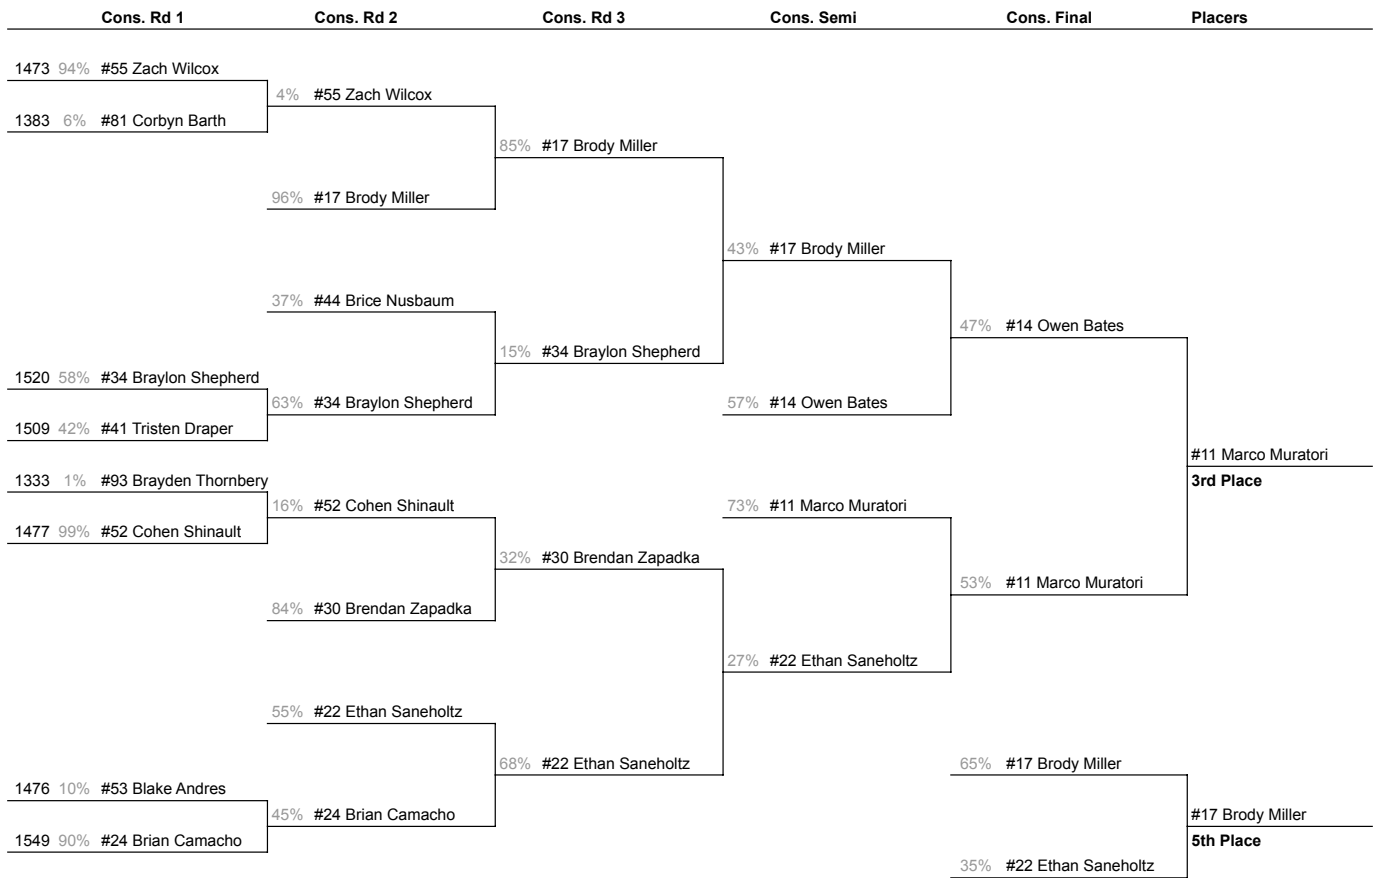 Cons. Rd 1 Cons. Rd 2 Cons. Rd 3 Cons. Semi Cons. Final Placers
1473 94% #55 Zach Wilcox
4% #55 Zach Wilcox
1383 6% #81 Corbyn Barth
85% #17 Brody Miller
96% #17 Brody Miller
43% #17 Brody Miller
37% #44 Brice Nusbaum
47% #14 Owen Bates
15% #34 Braylon Shepherd
1520 58% #34 Braylon Shepherd
63% #34 Braylon Shepherd
57% #14 Owen Bates
1509 42% #41 Tristen Draper
#11 Marco Muratori
3rd Place
1333 1% #93 Brayden Thornbery
16% #52 Cohen Shinault
73% #11 Marco Muratori
1477 99% #52 Cohen Shinault
32% #30 Brendan Zapadka
53% #11 Marco Muratori
84% #30 Brendan Zapadka
27% #22 Ethan Saneholtz
55% #22 Ethan Saneholtz
68% #22 Ethan Saneholtz
65% #17 Brody Miller
1476 10% #53 Blake Andres
45% #24 Brian Camacho
#17 Brody Miller
1549 90% #24 Brian Camacho
5th Place
35% #22 Ethan Saneholtz